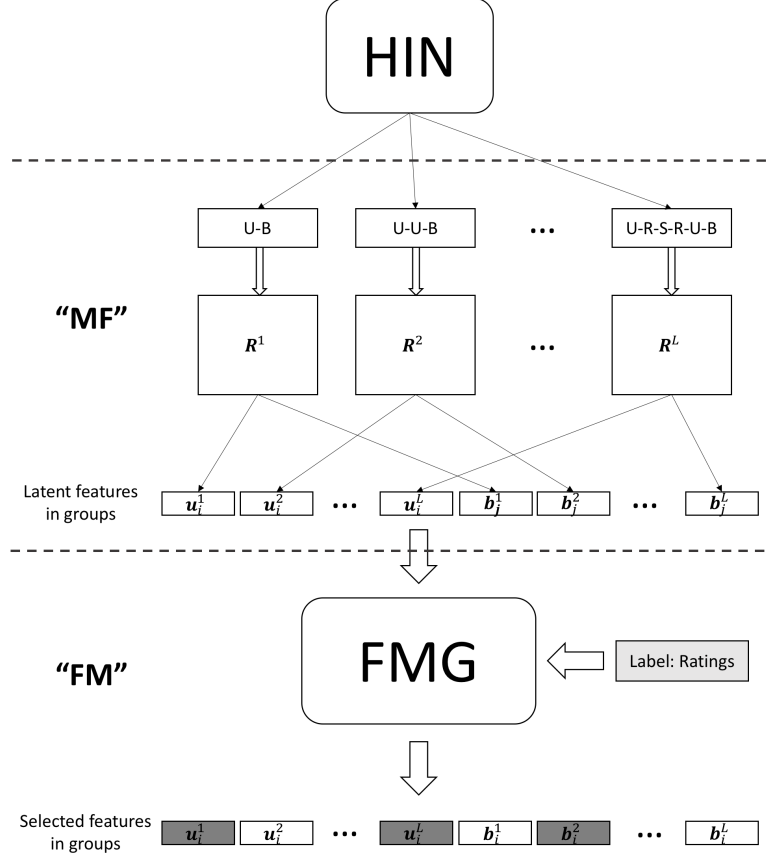 HIN
U-B U-U-B ... U-R-S-R-U-B
“MF”
R^1 R^2 ... R^L
Latent features
in groups
u_i^1 u_i^2 ... u_i^L b_j^1 b_j^2 ... b_j^L
FMG
Label: Ratings
“FM”
Selected features
in groups
u_i^1 u_i^2 ... u_i^L b_i^1 b_i^2 ... b_i^L